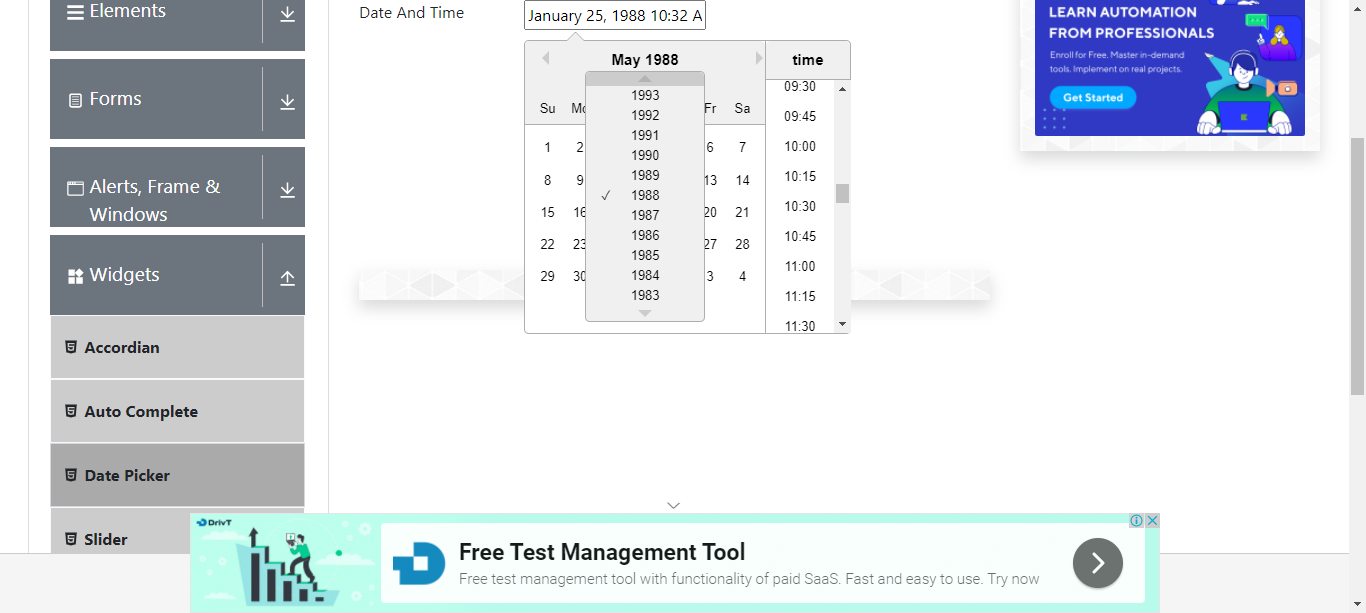 Elements
Forms
Alerts, Frame &
Windows
Widgets
Accordian
Auto Complete
Date Picker
Slider
Date And Time
January 25, 1988 10:32 A
May 1988
Su Mo Fr Sa
1 2 6 7
8 9 13 14
15 16 20 21
22 23 27 28
29 30 3 4
1993
1992
1991
1990
1989
✓ 1988
1987
1986
1985
1984
1983
time
09:30
09:45
10:00
10:15
10:30
10:45
11:00
11:15
11:30
LEARN AUTOMATION
FROM PROFESSIONALS
Enroll for Free. Master in-demand
tools. Implement on real projects.
Get Started
DrivT
Free Test Management Tool
Free test management tool with functionality of paid SaaS. Fast and easy to use. Try now